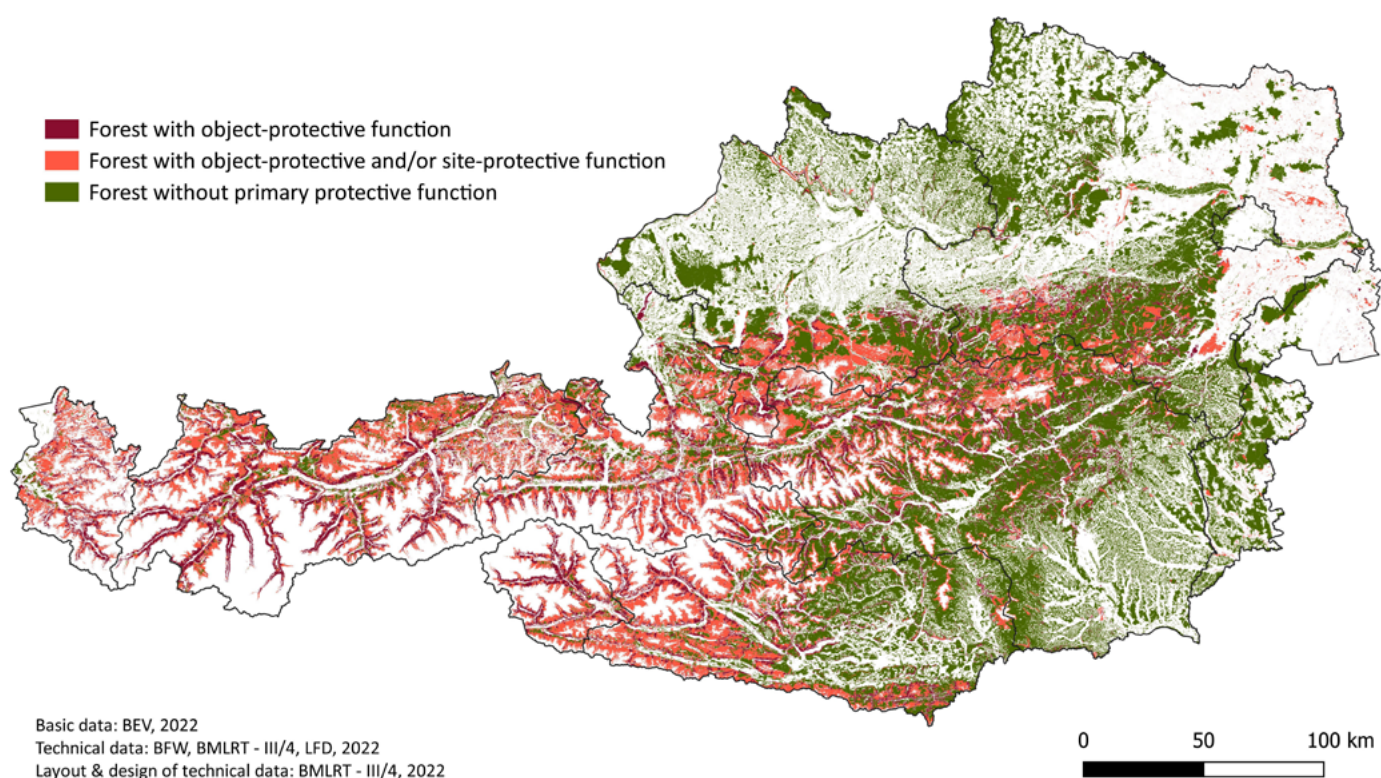 Forest with object-protective function
Forest with object-protective and/or site-protective function
Forest without primary protective function
Basic data: BEV, 2022
Technical data: BFW, BMLRT - III/4, LFD, 2022
Layout & design of technical data: BMLRT - III/4, 2022
0 50 100 km